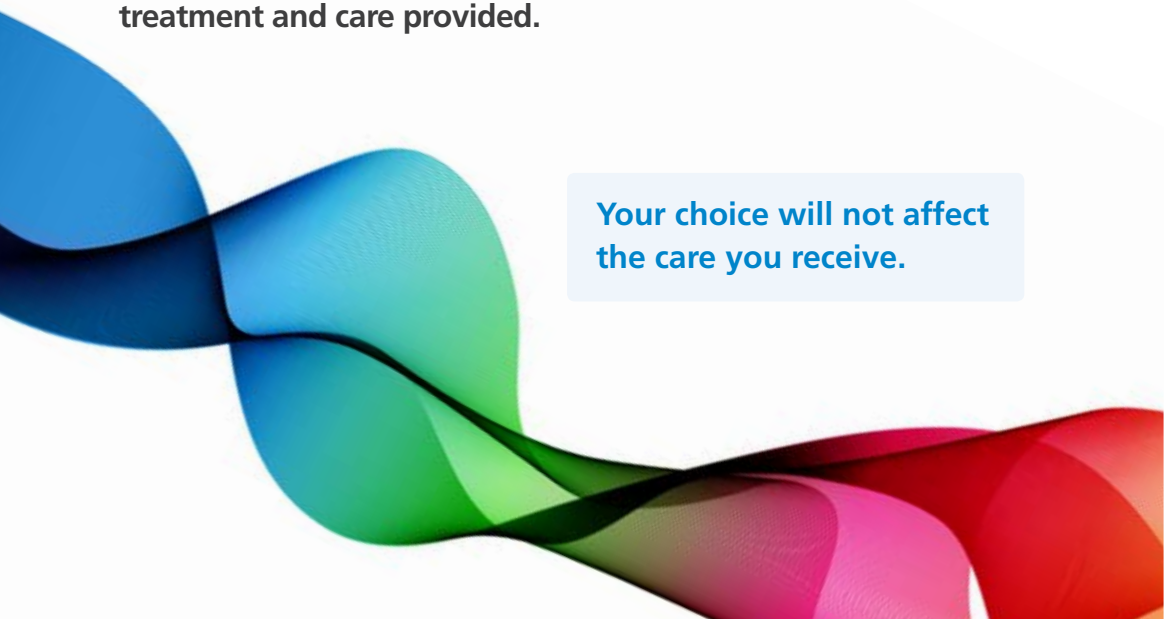 treatment and care provided.
Your choice will not affect
the care you receive.